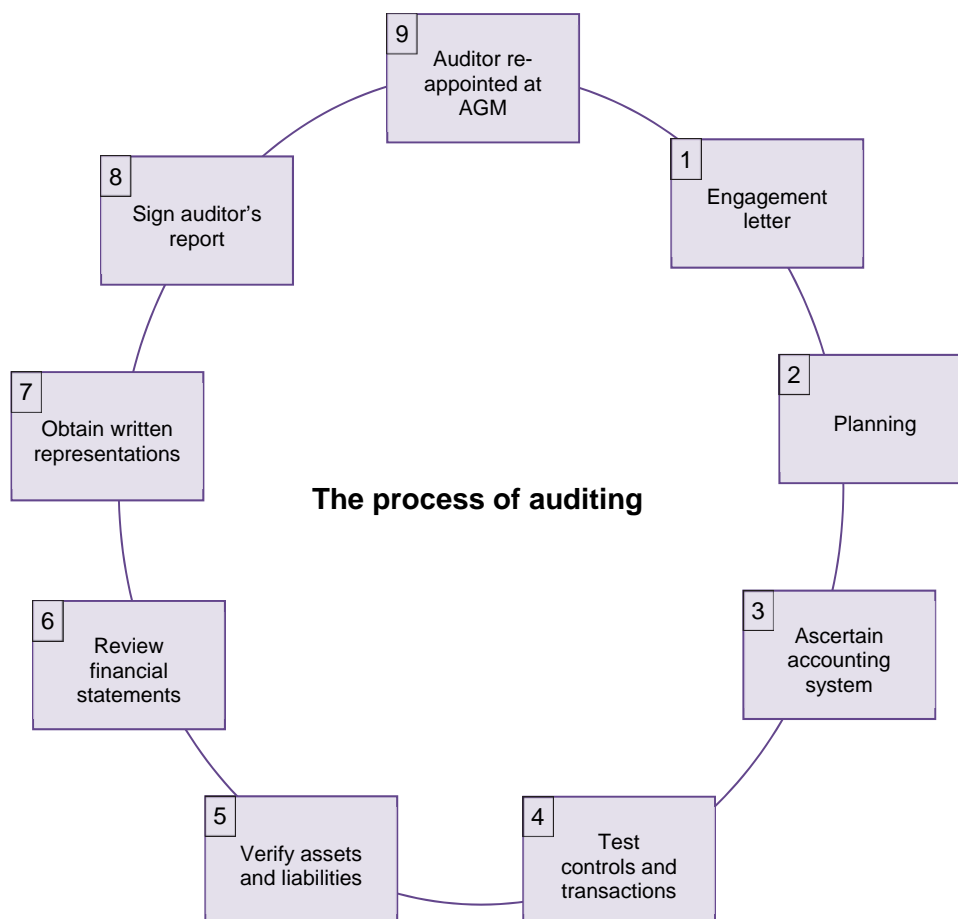 9
Auditor re-
appointed at
AGM
1
Engagement
letter
2
Planning
3
Ascertain
accounting
system
4
Test
controls and
transactions
5
Verify assets
and liabilities
6
Review
financial
statements
7
Obtain written
representations
8
Sign auditor’s
report
The process of auditing